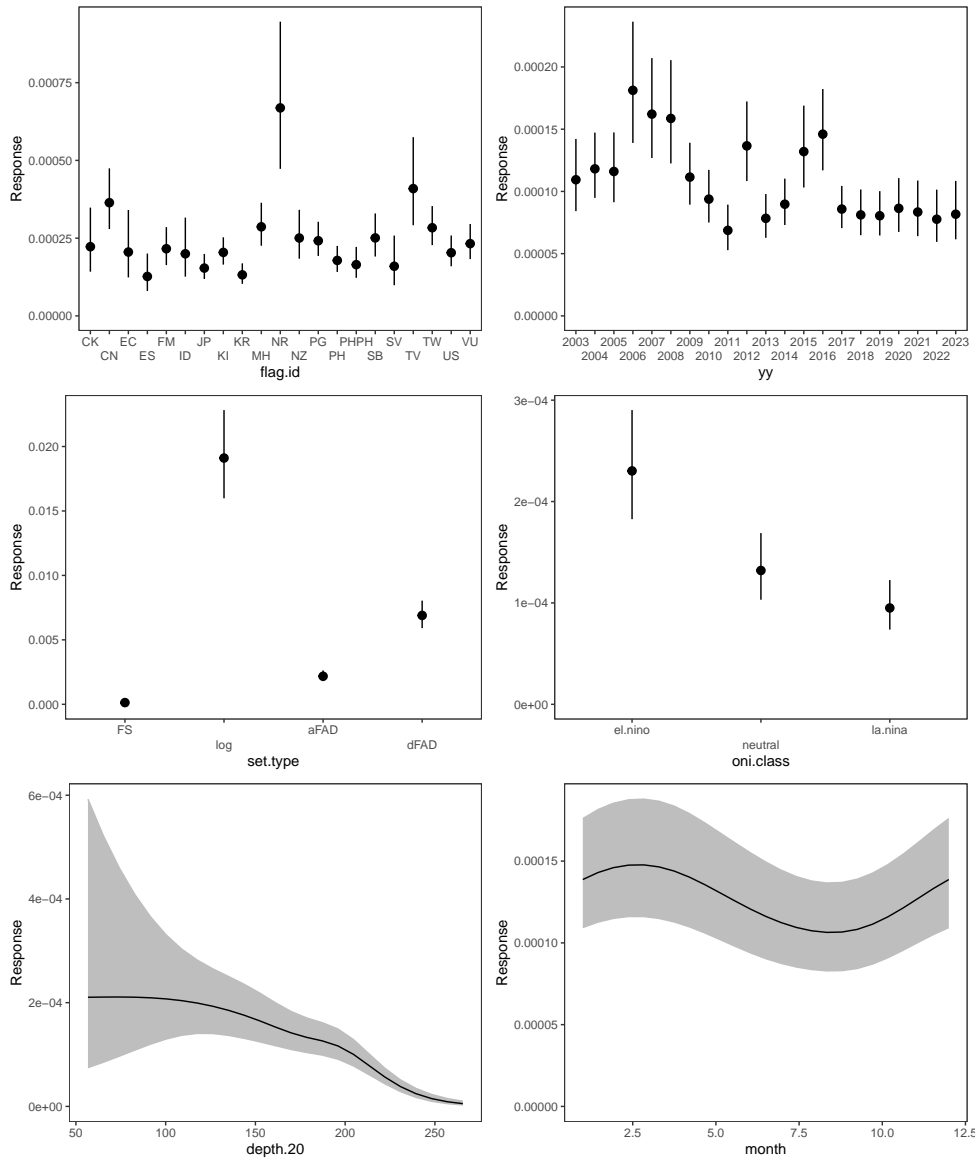 0.00075
0.00050
0.00025
0.00000
Response
CK EC FM JP KR NR PG PHPH SV TW VU
CN ES ID KI MH NZ PH SB TV US
flag.id
0.00020
0.00015
0.00010
0.00005
0.00000
Response
2003 2005 2007 2009 2011 2013 2015 2017 2019 2021 2023
2004 2006 2008 2010 2012 2014 2016 2018 2020 2022
yy
0.020
0.015
0.010
0.005
0.000
Response
FS aFAD
log dFAD
set.type
3e-04
2e-04
1e-04
0e+00
Response
el.nino la.nina
neutral
oni.class
6e-04
4e-04
2e-04
0e+00
Response
50 100 150 200 250
depth.20
0.00015
0.00010
0.00005
0.00000
Response
2.5 5.0 7.5 10.0 12.5
month